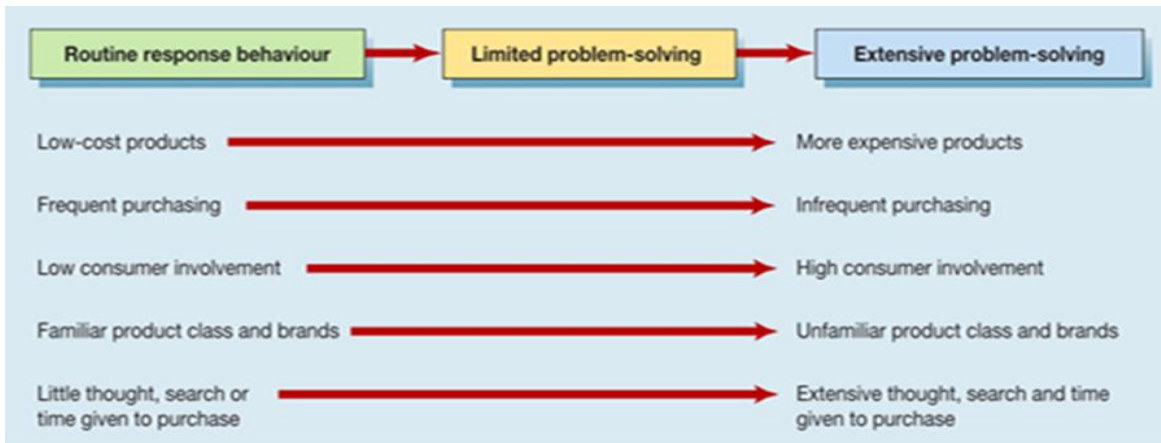 Routine response behaviour
Limited problem-solving
Extensive problem-solving
Low-cost products
More expensive products
Frequent purchasing
Infrequent purchasing
Low consumer involvement
High consumer involvement
Familiar product class and brands
Unfamiliar product class and brands
Little thought, search or
time given to purchase
Extensive thought, search and time
given to purchase